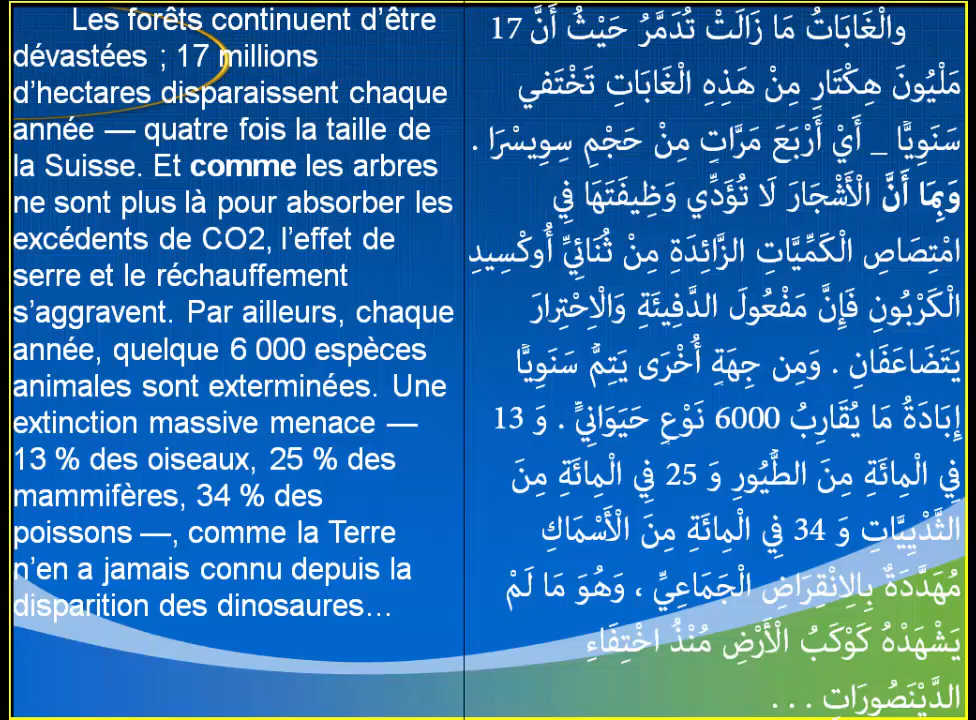 Les forêts continuent d’être
dévastées ; 17 millions
d’hectares disparaissent chaque
année — quatre fois la taille de
la Suisse. Et comme les arbres
ne sont plus là pour absorber les
excédents de CO2, l’effet de
serre et le réchauffement
s’aggravent. Par ailleurs, chaque
année, quelque 6 000 espèces
animales sont exterminées. Une
extinction massive menace —
13 % des oiseaux, 25 % des
mammifères, 34 % des
poissons —, comme la Terre
n’en a jamais connu depuis la
disparition des dinosaures…
والْغَابَاتُ مَا زَالَتْ تُدَمَّرُ حَيْثُ أَنَّ 17
مَلْيُونَ هِكْتَارٍ مِنْ هَذِهِ الْغَابَاتِ تَخْتَفي
سَنَوِيًّا _ أَيْ أَرْبَعَ مَرَّاتٍ مِنْ حَجْمِ سِوِيسْرَا .
وَبِمَا أَنَّ الْأَشْجَارَ لَا تُؤَدِّي وَظِيفَتَهَا فِي
امْتِصَاصِ الْكَمِّيَّاتِ الزَّائِدَةِ مِنْ ثُنَائِيِّ أُوكْسِيدِ
الْكَرْبُونِ فَإِنَّ مَفْعُولَ الدَّفِيئَةِ وَالْاِحْتِرارَ
يَتَضَاعَفَانِ . وَمِن جِهَةٍ أُخْرَى يَتِمُّ سَنَوِيًّا
إِبَادَةُ مَا يُقَارِبُ 6000 نَوْعٍ حَيَوَانِيٍّ . وَ 13
فِي الْمِائَةِ مِنَ الطُّيُورِ وَ 25 فِي الْمِائَةِ مِنَ
الثَّدْيِيَّاتِ وَ 34 فِي الْمِائَةِ مِنَ الْأَسْمَاكِ
مُهَدَّدَةٌ بِالِانْقِرَاضِ الْجَمَاعِيِّ ، وَهُوَ مَا لَمْ
يَشْهَدْهُ كَوْكَبُ الْأَرْضِ مُنْذُ اخْتِفَاءِ
الدَّيْنَصُورَاتِ . . .